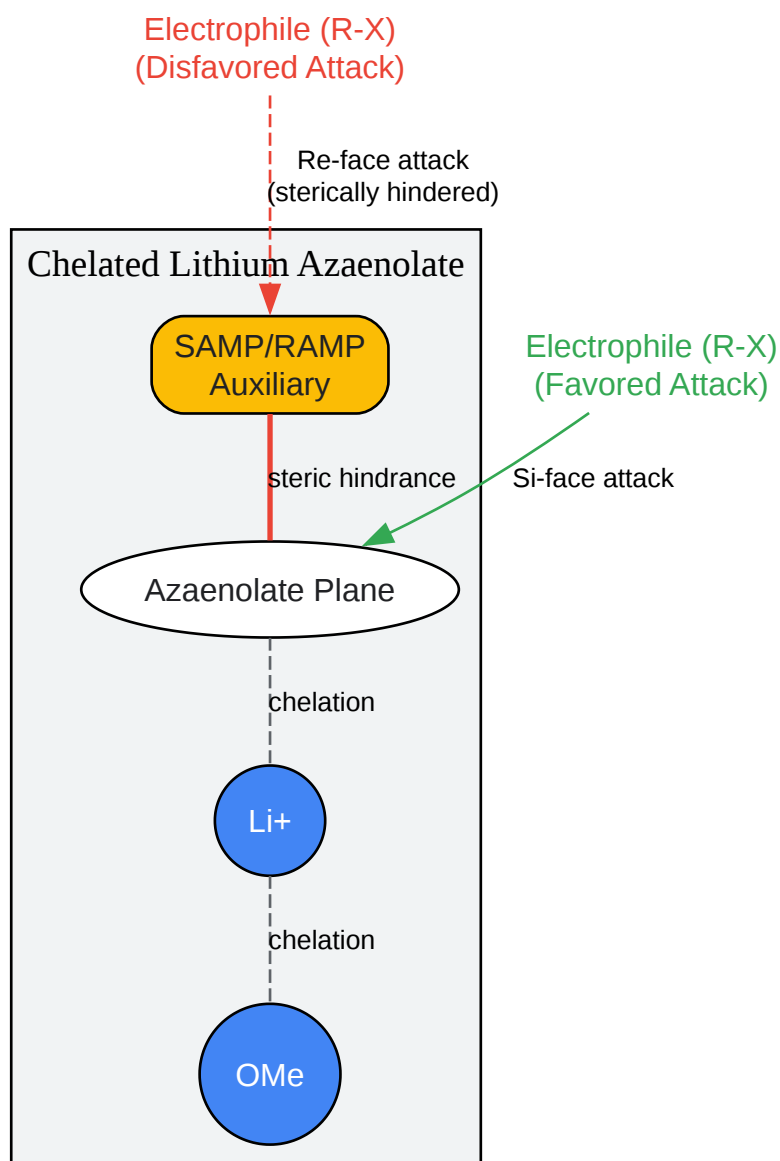 Electrophile (R-X)
(Disfavored Attack)
Re-face attack
(sterically hindered)
Chelated Lithium Azaenolate
SAMP/RAMP
Auxiliary
Electrophile (R-X)
(Favored Attack)
steric hindrance
Si-face attack
Azaenolate Plane
chelation
Li+
chelation
OMe